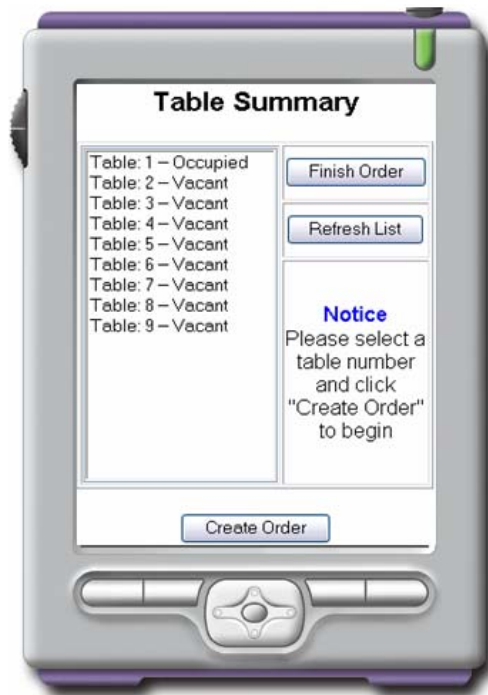 Table Summary
Table: 1 – Occupied
Table: 2 – Vacant
Table: 3 – Vacant
Table: 4 – Vacant
Table: 5 – Vacant
Table: 6 – Vacant
Table: 7 – Vacant
Table: 8 – Vacant
Table: 9 – Vacant
Finish Order
Refresh List
Notice
Please select a
table number
and click
"Create Order"
to begin
Create Order